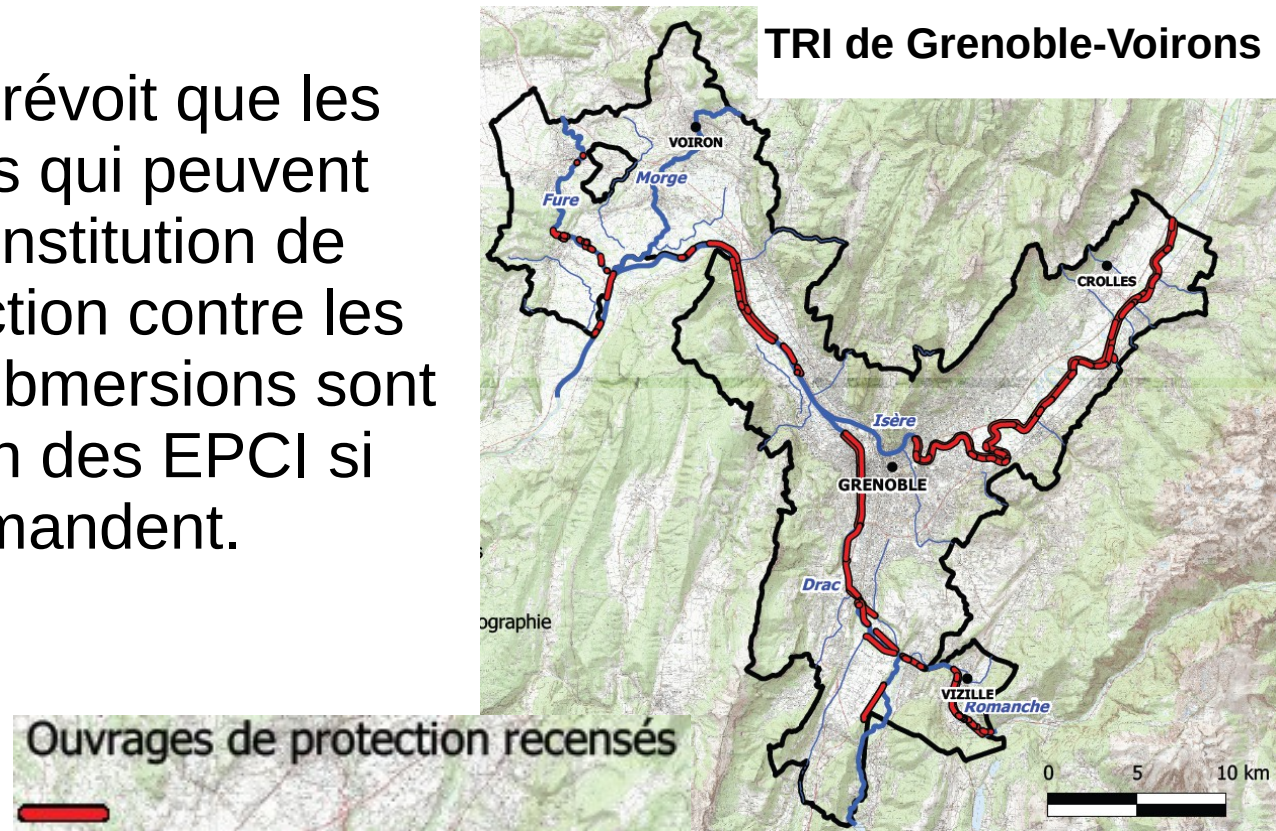 TRI de Grenoble-Voirons
révoit que les
s qui peuvent
nstitution de
ction contre les
bmersions sont
n des EPCI si
mandent.
VOIRON
Morge
Fure
CROLLES
Isère
GRENOBLE
Drac
ographie
VIZILLE
Romanche
Ouvrages de protection recensés
0 5 10 km